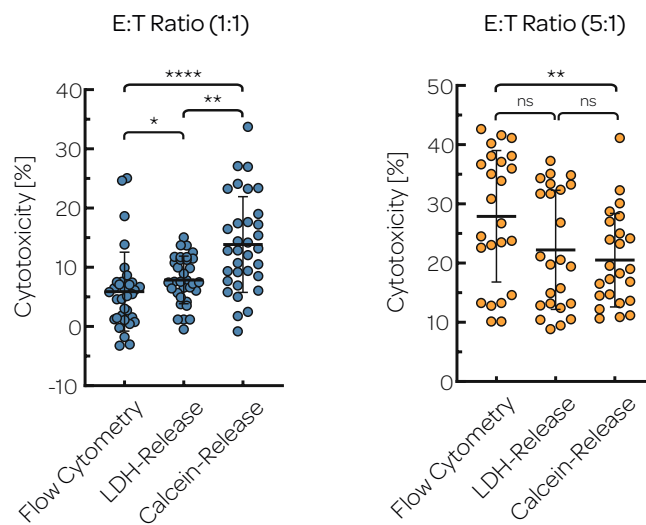 E:T Ratio (1:1)
Cytotoxicity [%]
40
30
20
10
0
-10
****
*
**
Flow Cytometry
LDH-Release
Calcein-Release
E:T Ratio (5:1)
Cytotoxicity [%]
50
40
30
20
10
0
**
ns
ns
Flow Cytometry
LDH-Release
Calcein-Release